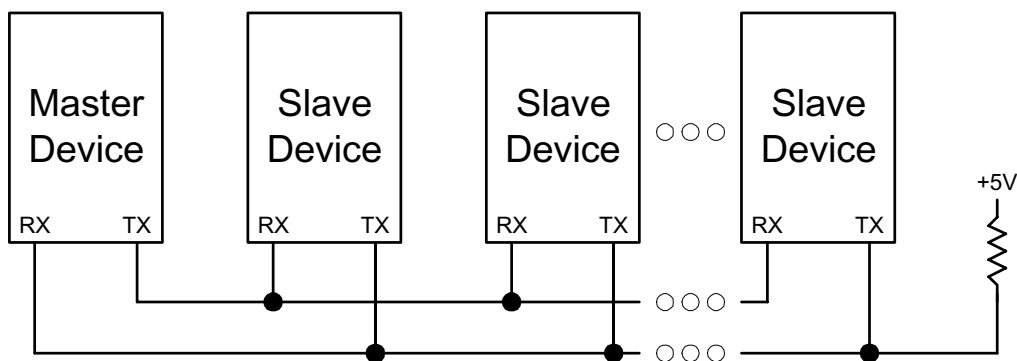 Master
Device
Slave
Device
Slave
Device
Slave
Device
+5V
RX TX
RX TX
RX TX
RX TX